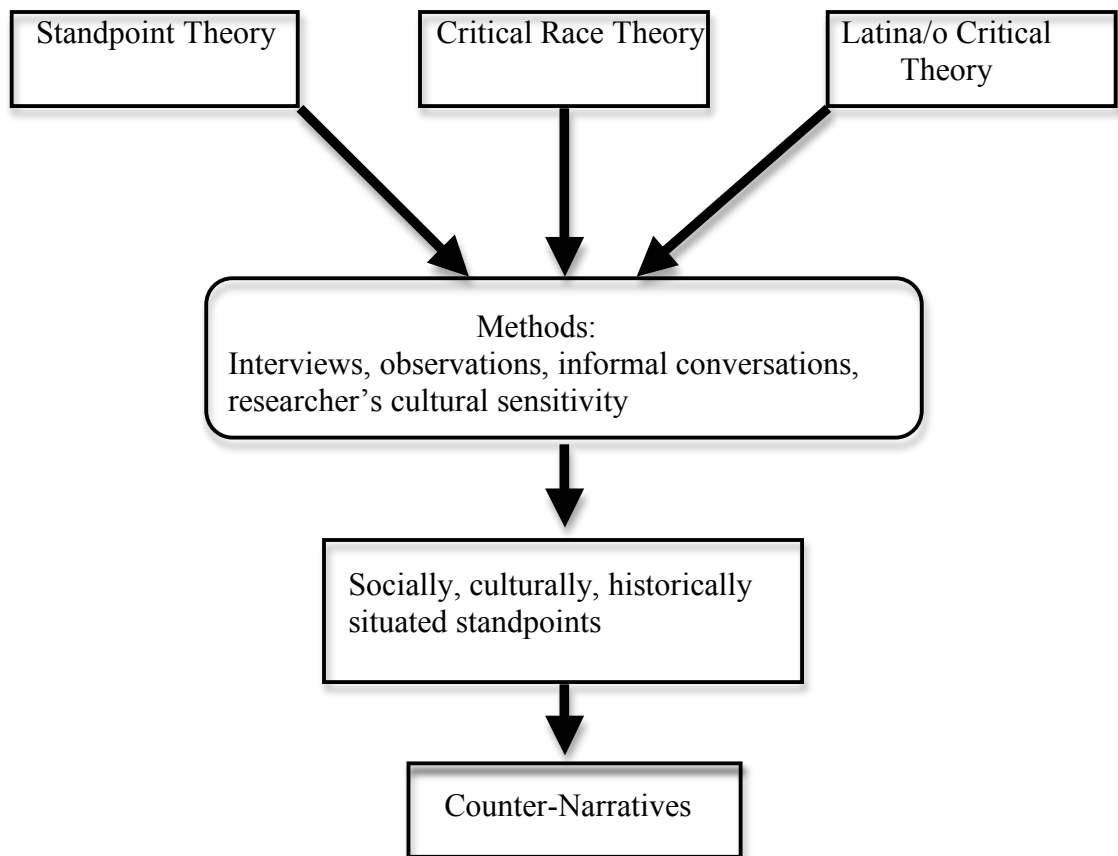 Standpoint Theory
Critical Race Theory
Latina/o Critical
Theory
Methods:
Interviews, observations, informal conversations,
researcher’s cultural sensitivity
Socially, culturally, historically
situated standpoints
Counter-Narratives